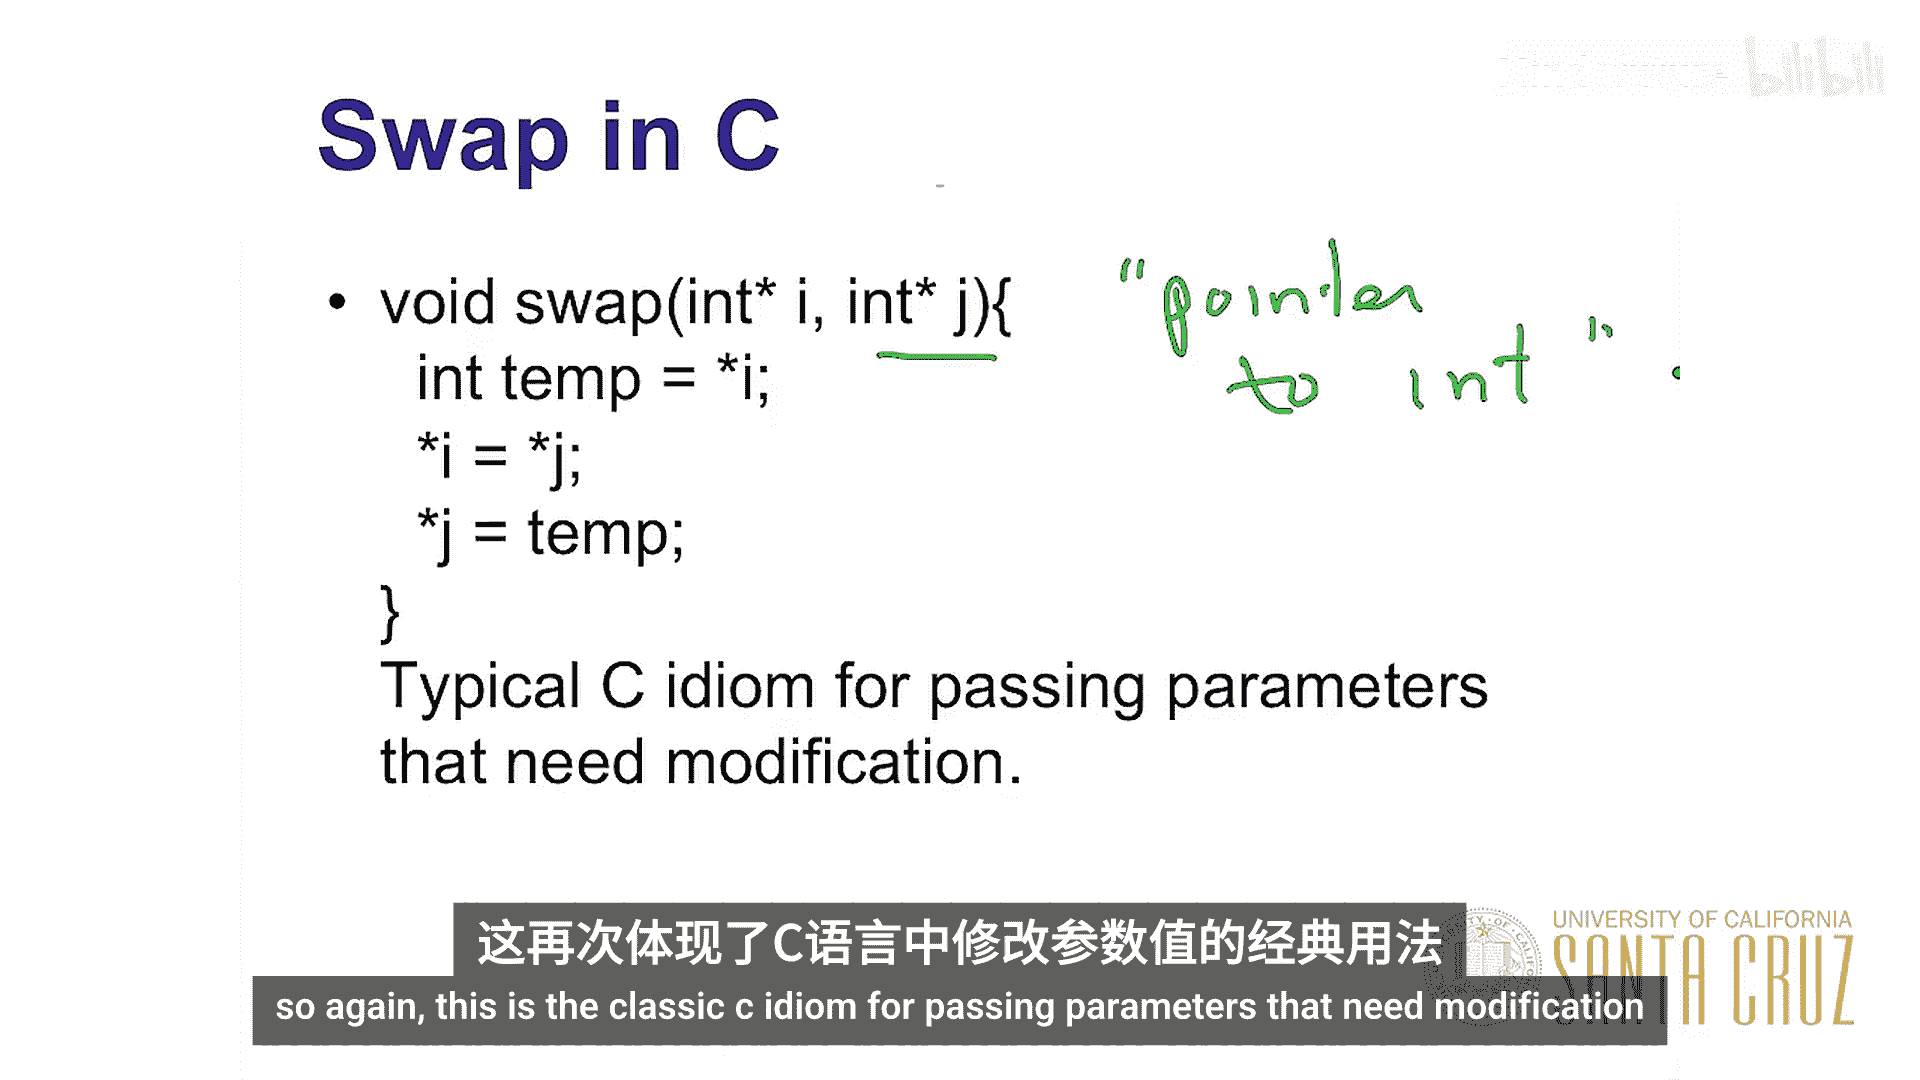 bilibili
Swap in C
• void swap(int* i, int* j){
int temp = *i;
*i = *j;
*j = temp;
}
Typical C idiom for passing parameters
that need modification.
"pointer
to int"
这再次体现了C语言中修改参数值的经典用法
so again, this is the classic c idiom for passing parameters that need modification
UNIVERSITY OF CALIFORNIA
SANTA CRUZ